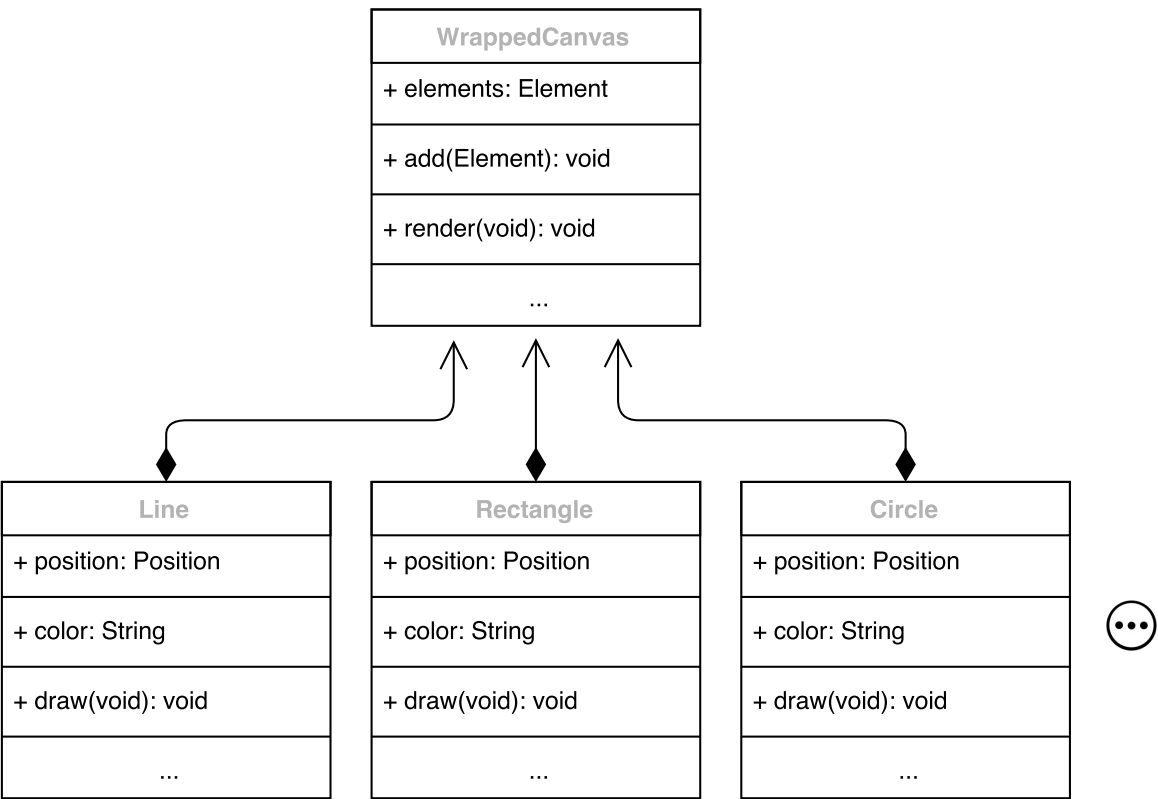 WrappedCanvas
+ elements: Element
+ add(Element): void
+ render(void): void
...
Line
+ position: Position
+ color: String
+ draw(void): void
...
Rectangle
+ position: Position
+ color: String
+ draw(void): void
...
Circle
+ position: Position
+ color: String
+ draw(void): void
...